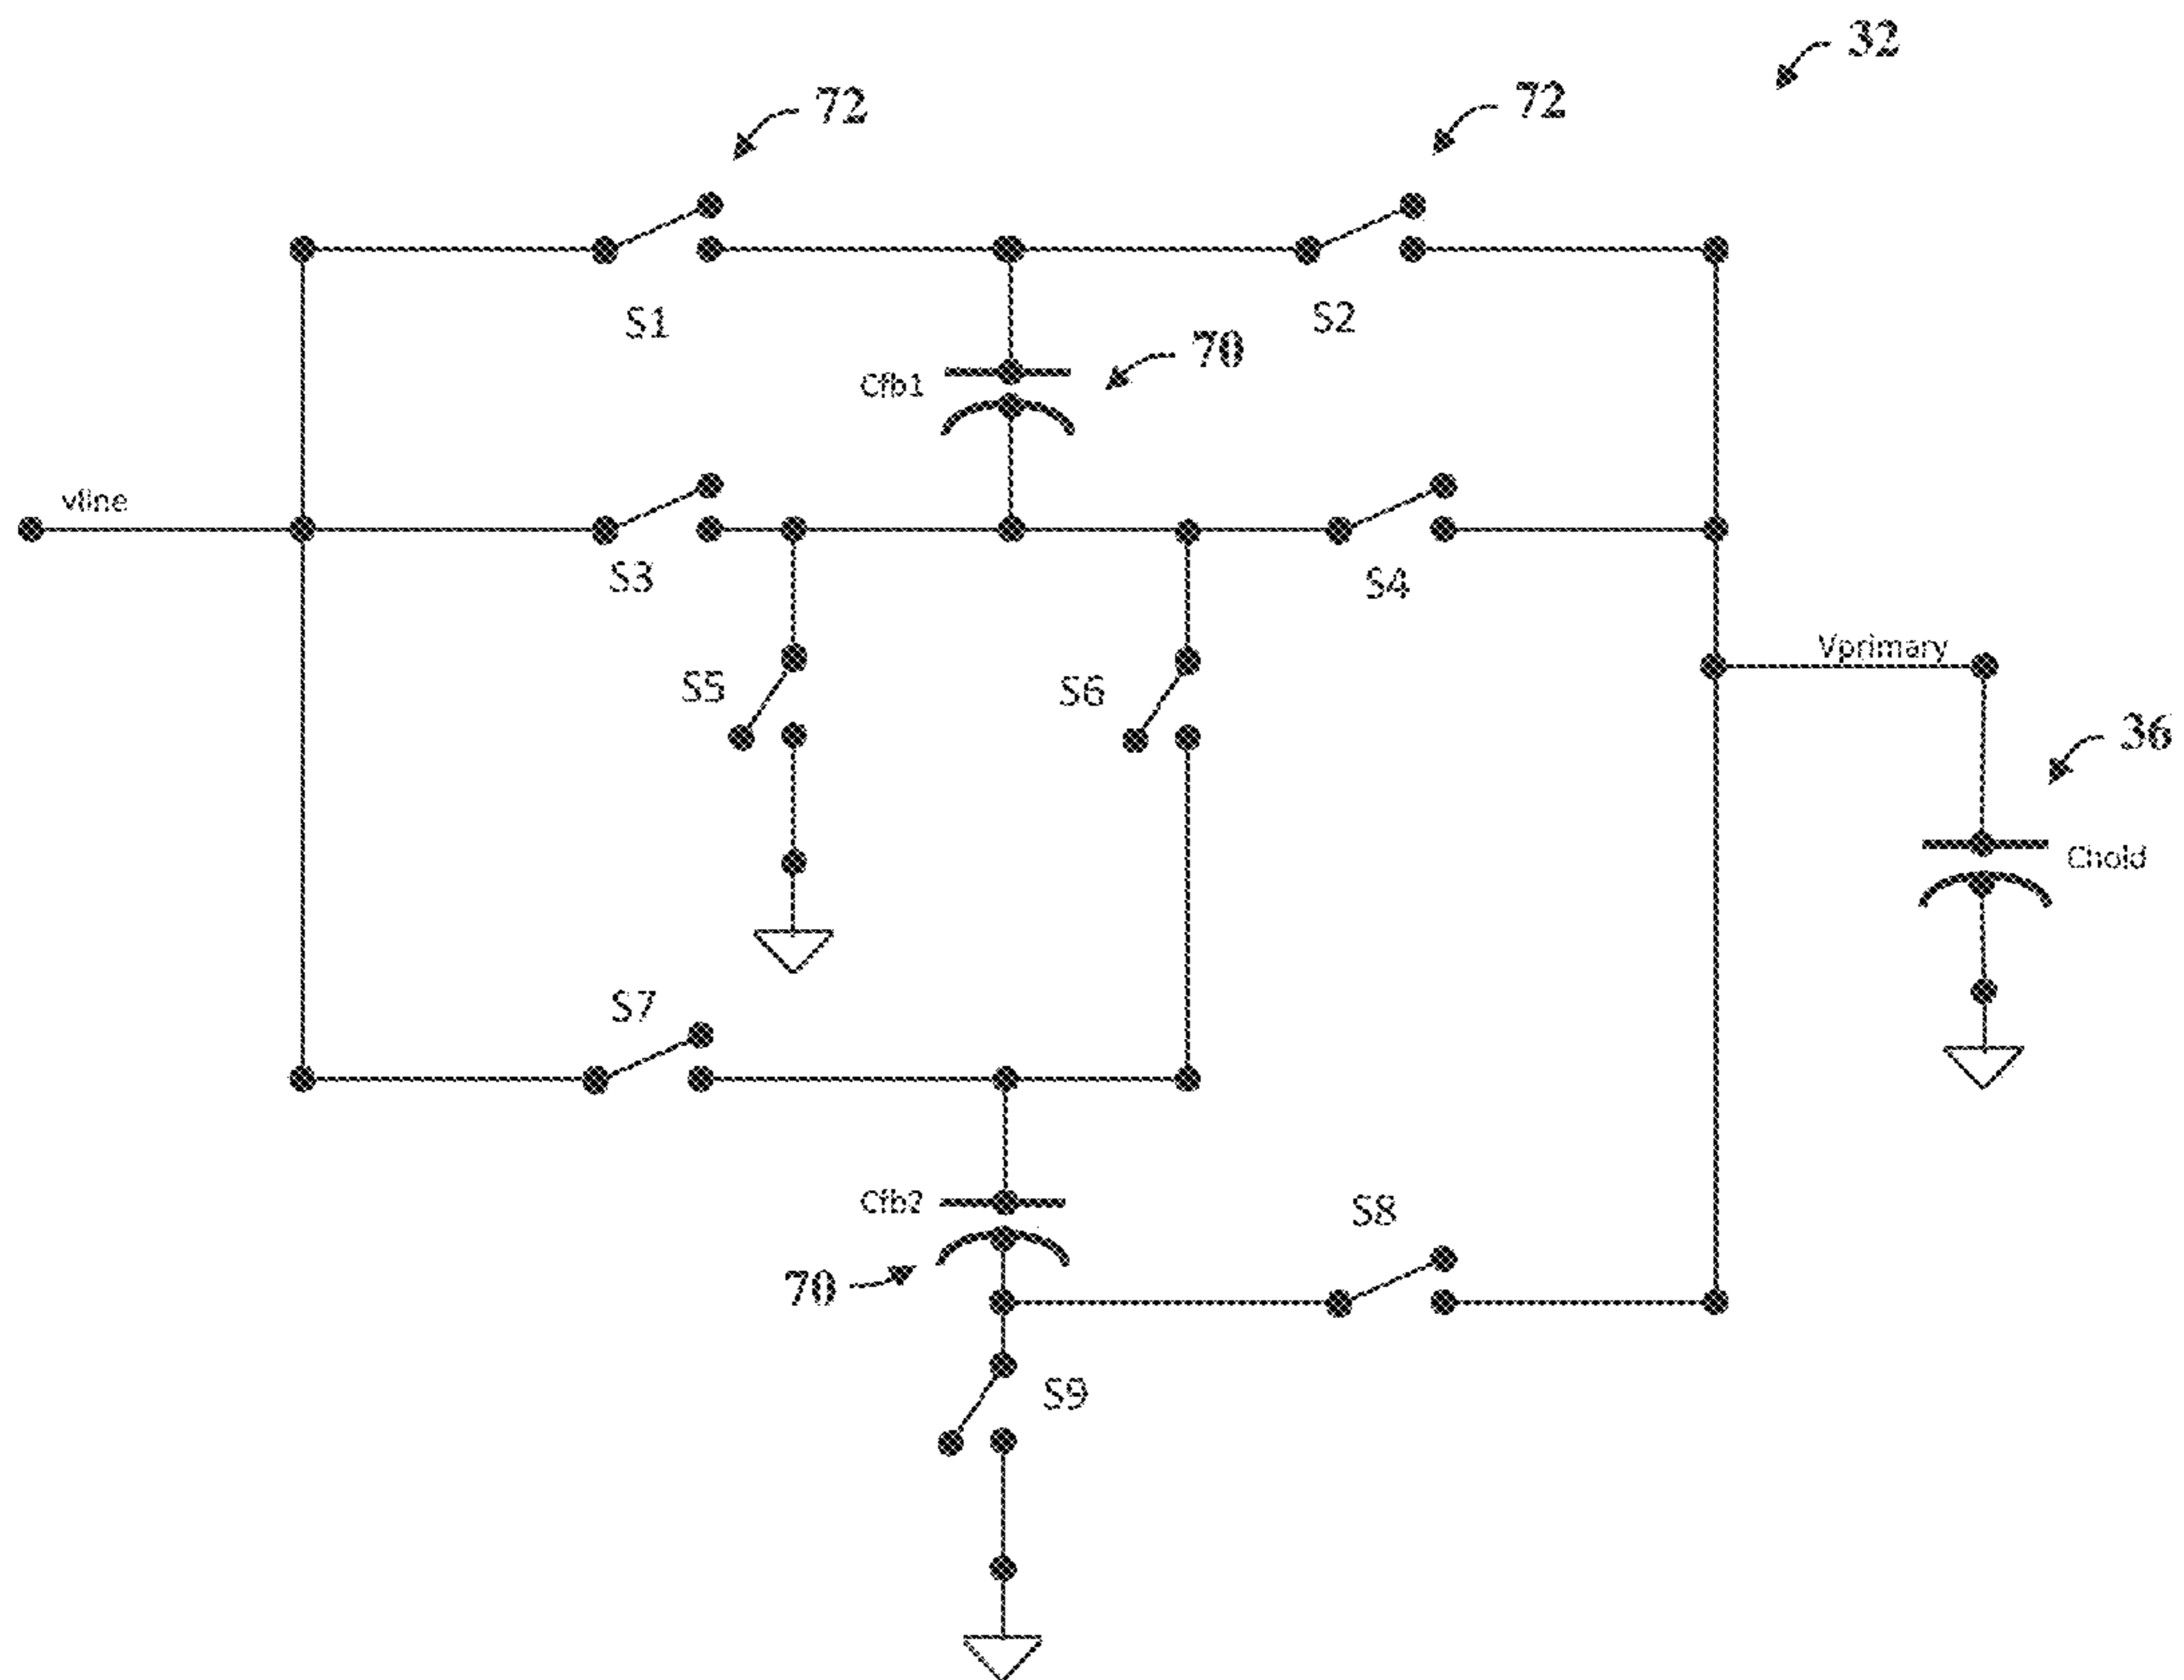 32
72
72
S1
S2
70
Cfb1
vline
S3
S4
Vprimary
S5
S6
36
Chold
S7
Cfb2
S8
70
S9